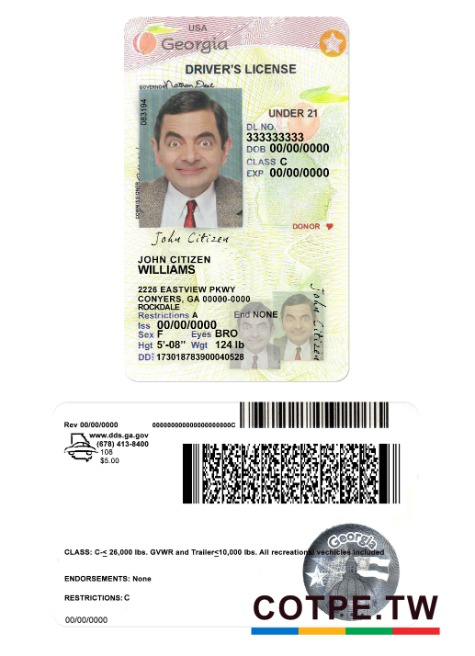 USA
Georgia
DRIVER'S LICENSE
GOVERNOR Nathan Deal
083194
UNDER 21
DL NO.
333333333
DOB 00/00/0000
CLASS C
EXP 00/00/0000
DONOR
John Citizen
JOHN CITIZEN
WILLIAMS
2226 EASTVIEW PKWY
CONYERS, GA 00000-0000
ROCKDALE
Restrictions A End NONE
Iss 00/00/0000
Sex F Eyes BRO
Hgt 5'-08" Wgt 124 lb
DD: 173018783900040528
John Citizen
Rev 00/00/0000 000000000000000000000C
www.dds.ga.gov
(678) 413-8400
108
$5.00
CLASS: C-< 26,000 lbs. GVWR and Trailer<10,000 lbs. All recreational vechicles included
Georgia
ENDORSEMENTS: None
RESTRICTIONS: C
00/00/0000
COTPE.TW